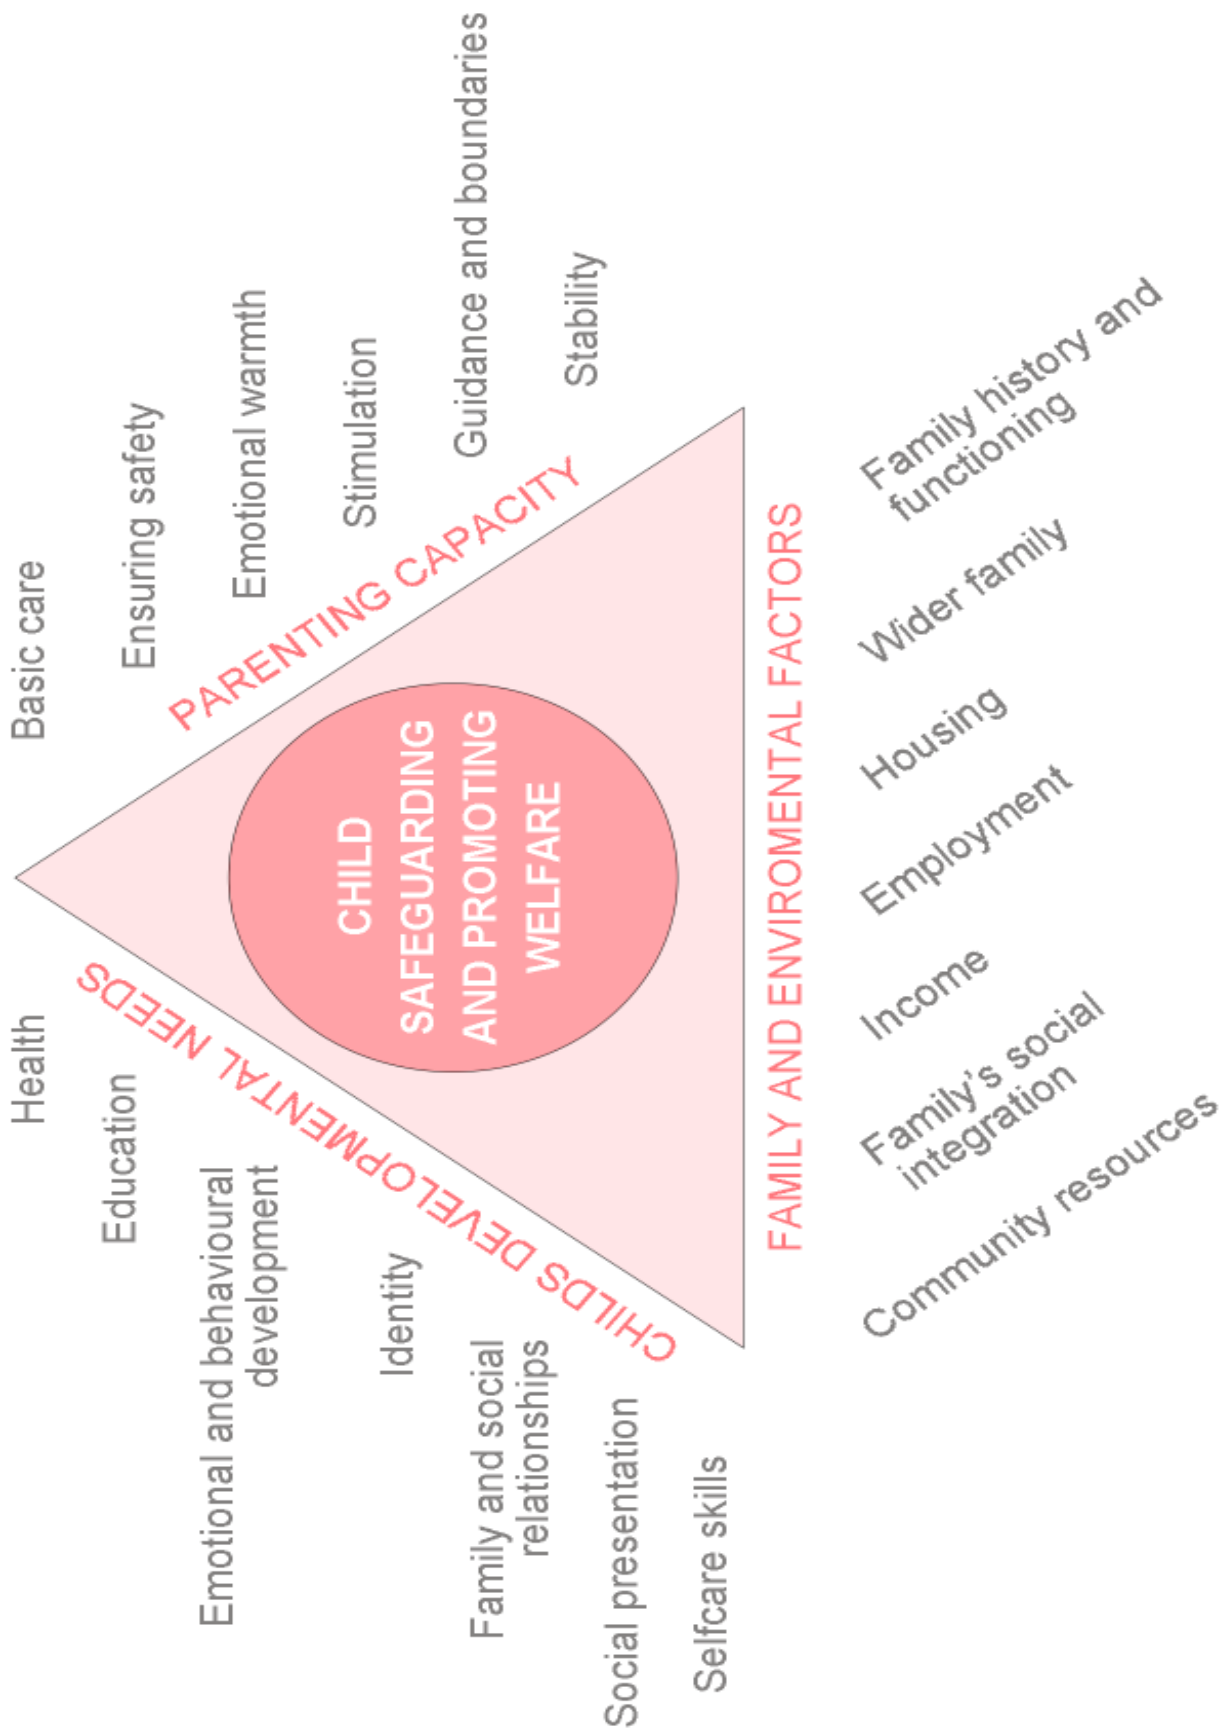 Health
Education
Emotional and behavioural
development
Identity
Family and social
relationships
Social presentation
Selfcare skills
CHILDS DEVELOPMENTAL NEEDS
Basic care
Ensuring safety
Emotional warmth
Stimulation
Guidance and boundaries
Stability
PARENTING CAPACITY
CHILD
SAFEGUARDING
AND PROMOTING
WELFARE
FAMILY AND ENVIROMENTAL FACTORS
Community resources
Family's social
integration
Income
Employment
Housing
Wider family
Family history and
functioning